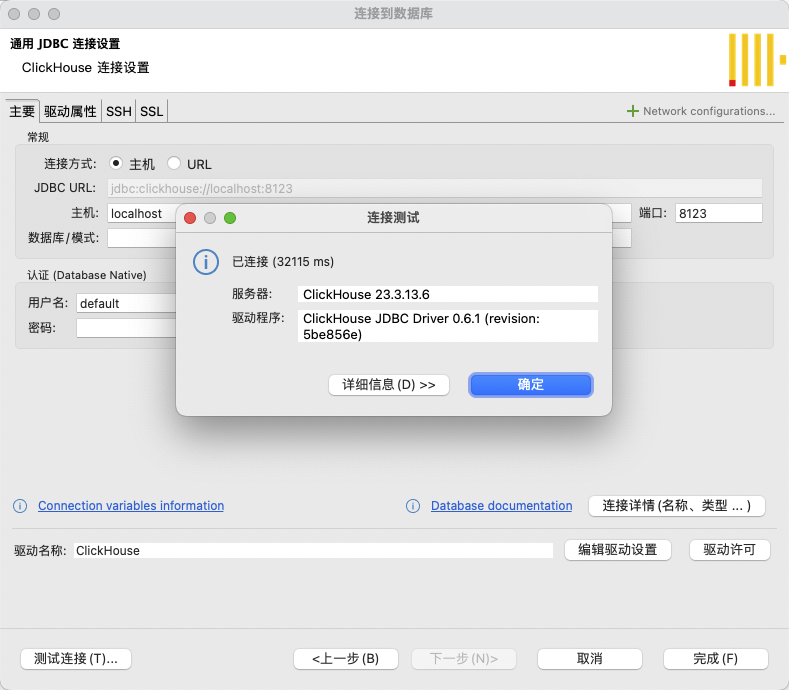 连接到数据库
通用 JDBC 连接设置
ClickHouse 连接设置
主要 驱动属性 SSH SSL Network configurations...
常规
连接方式: 主机 URL
JDBC URL: jdbc:clickhouse://localhost:8123
主机: localhost 端口: 8123
数据库/模式:
认证 (Database Native)
用户名: default
密码:
连接测试
已连接 (32115 ms)
服务器: ClickHouse 23.3.13.6
驱动程序: ClickHouse JDBC Driver 0.6.1 (revision:
5be856e)
详细信息(D) >> 确定
Connection variables information Database documentation 连接详情(名称、类型 ... )
驱动名称: ClickHouse 编辑驱动设置 驱动许可
测试连接(T)... <上一步(B) 下一步(N)> 取消 完成(F)